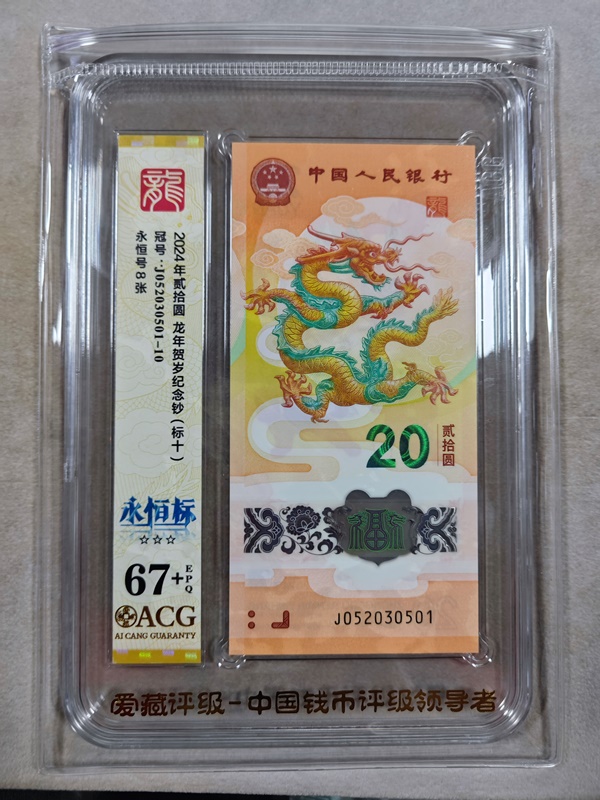 龍
2024年贰拾圆 龙年贺岁纪念钞（标十）
冠号：J052030501-10
永恒号8张
永恒标
☆☆☆
67+
EPQ
ACG
AI CANG GUARANTY
中国人民银行
龍
20
贰拾圆
福
J052030501
爱藏评级-中国钱币评级领导者